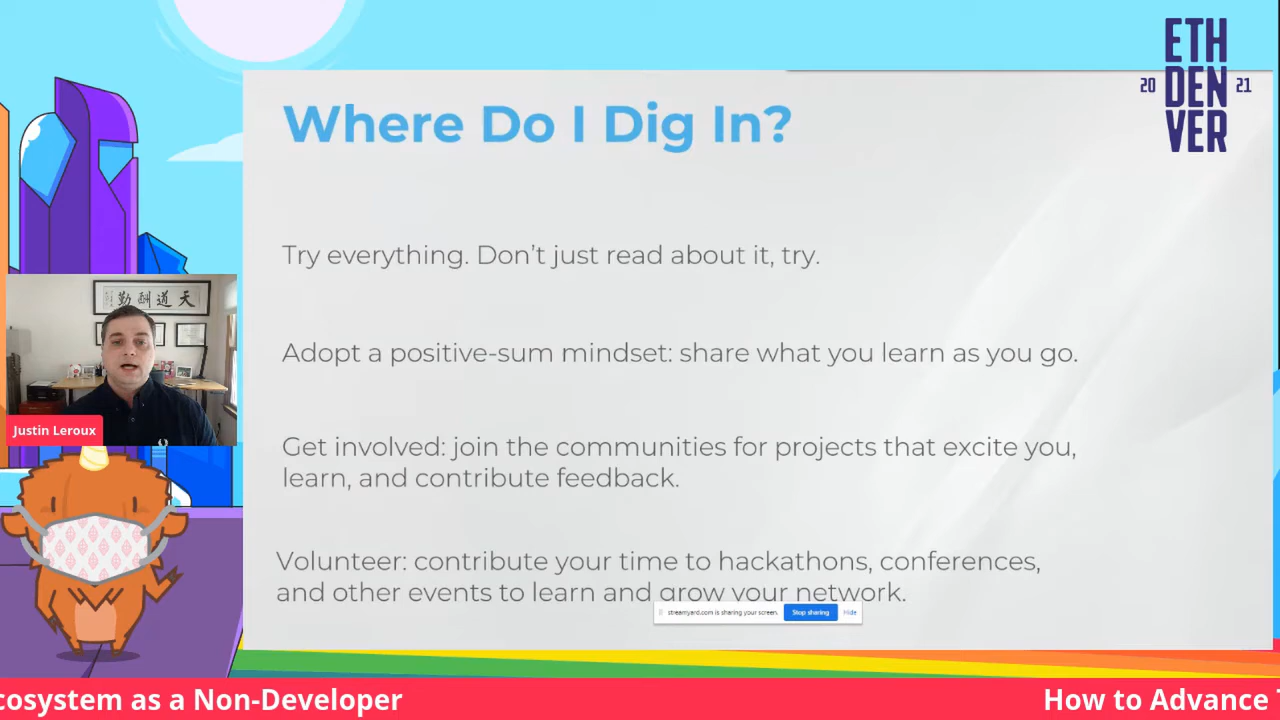 ETH
20 DEN 21
VER
Where Do I Dig In?
Try everything. Don't just read about it, try.
Adopt a positive-sum mindset: share what you learn as you go.
Get involved: join the communities for projects that excite you,
learn, and contribute feedback.
Volunteer: contribute your time to hackathons, conferences,
and other events to learn and grow your network.
streamyard.com is sharing your screen. Stop sharing Hide
天道酬勤
Justin Leroux
cosystem as a Non-Developer How to Advance